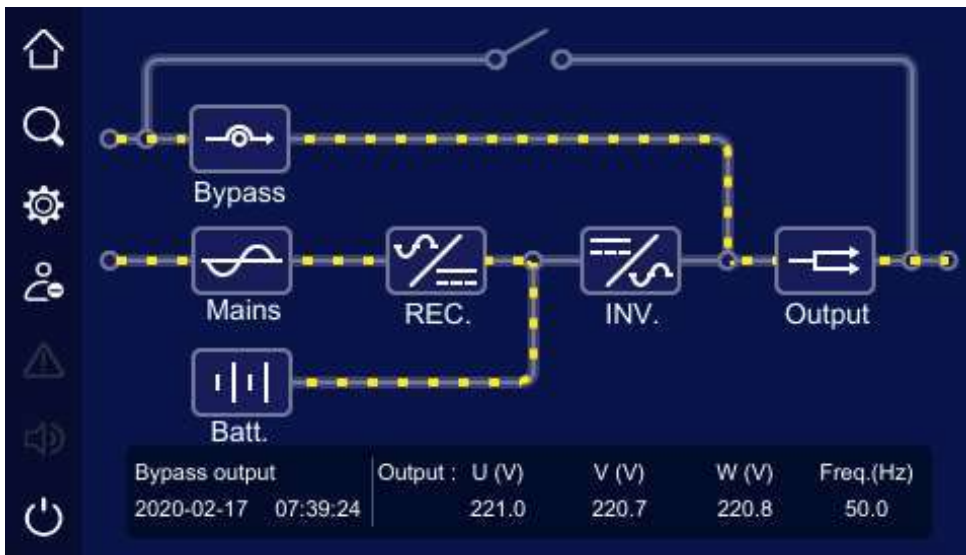 Bypass
Mains
REC.
INV.
Output
Batt.
Bypass output
Output : U (V) V (V) W (V) Freq.(Hz)
2020-02-17 07:39:24
221.0 220.7 220.8 50.0